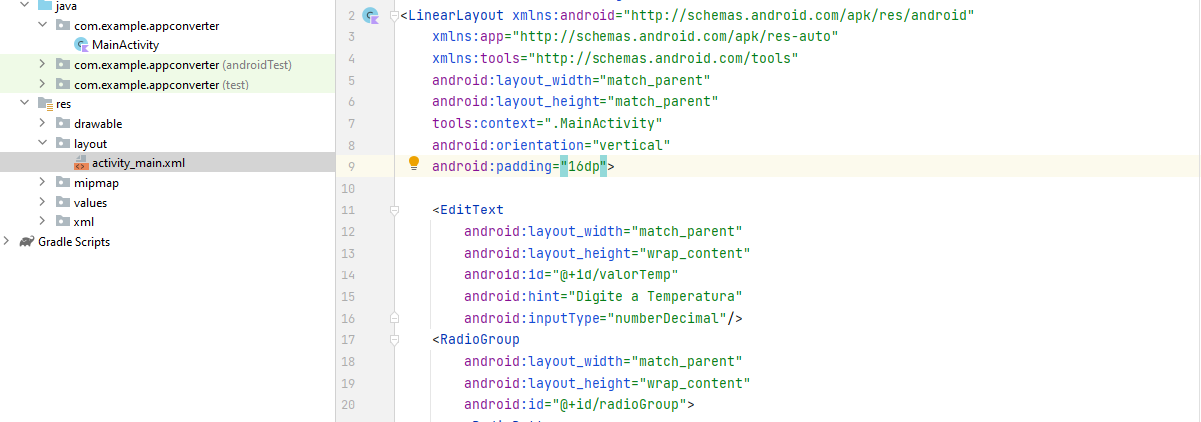 java
com.example.appconverter
MainActivity
com.example.appconverter (androidTest)
com.example.appconverter (test)
res
drawable
layout
activity_main.xml
mipmap
values
xml
Gradle Scripts
2 <LinearLayout xmlns:android="http://schemas.android.com/apk/res/android"
3 xmlns:app="http://schemas.android.com/apk/res-auto"
4 xmlns:tools="http://schemas.android.com/tools"
5 android:layout_width="match_parent"
6 android:layout_height="match_parent"
7 tools:context=".MainActivity"
8 android:orientation="vertical"
9 android:padding="16dp">
10
11 <EditText
12 android:layout_width="match_parent"
13 android:layout_height="wrap_content"
14 android:id="@+id/valorTemp"
15 android:hint="Digite a Temperatura"
16 android:inputType="numberDecimal"/>
17 <RadioGroup
18 android:layout_width="match_parent"
19 android:layout_height="wrap_content"
20 android:id="@+id/radioGroup">